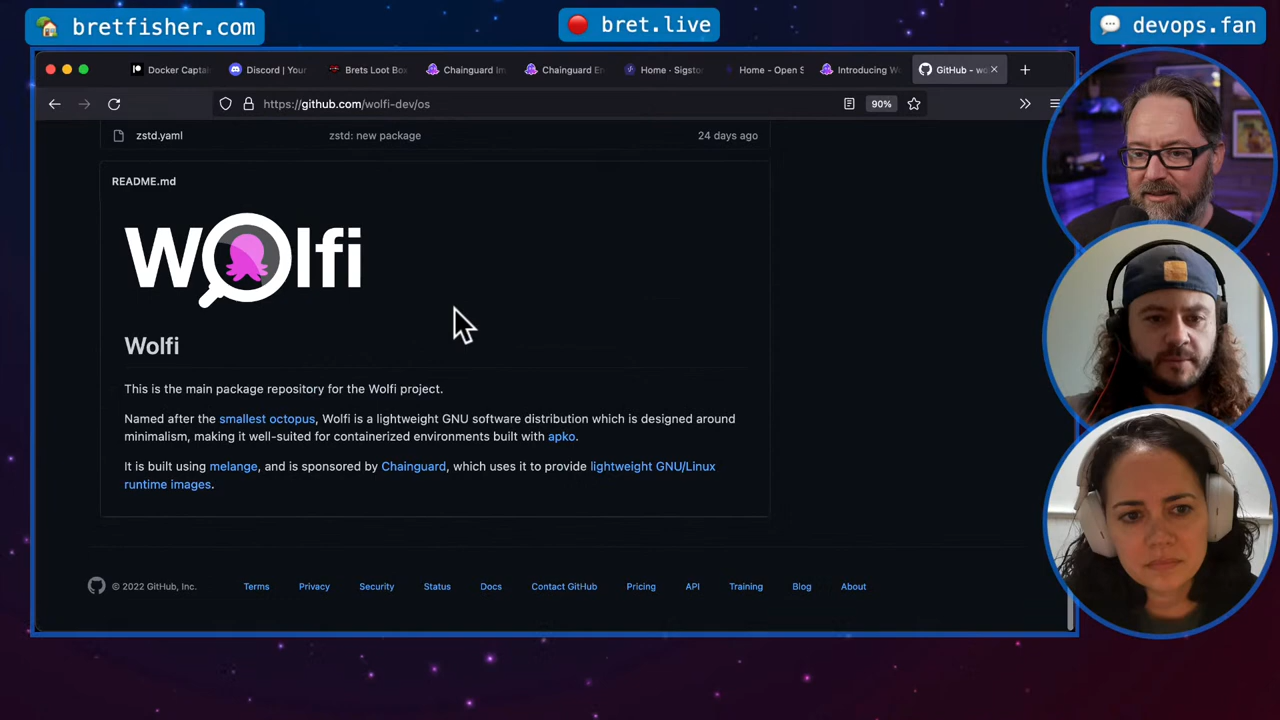 bretfisher.com
bret.live
devops.fan
Docker Capta
Discord | Your
Brets Loot Bo
Chainguard Im
Chainguard En
Home · Sigsto
Home - Open S
Introducing Wo
GitHub - wo
https://github.com/wolfi-dev/os
90%
zstd.yaml
zstd: new package
24 days ago
README.md
Wolfi
Wolfi
This is the main package repository for the Wolfi project.
Named after the smallest octopus, Wolfi is a lightweight GNU software distribution which is designed around
minimalism, making it well-suited for containerized environments built with apko.
It is built using melange, and is sponsored by Chainguard, which uses it to provide lightweight GNU/Linux
runtime images.
© 2022 GitHub, Inc.
Terms
Privacy
Security
Status
Docs
Contact GitHub
Pricing
API
Training
Blog
About